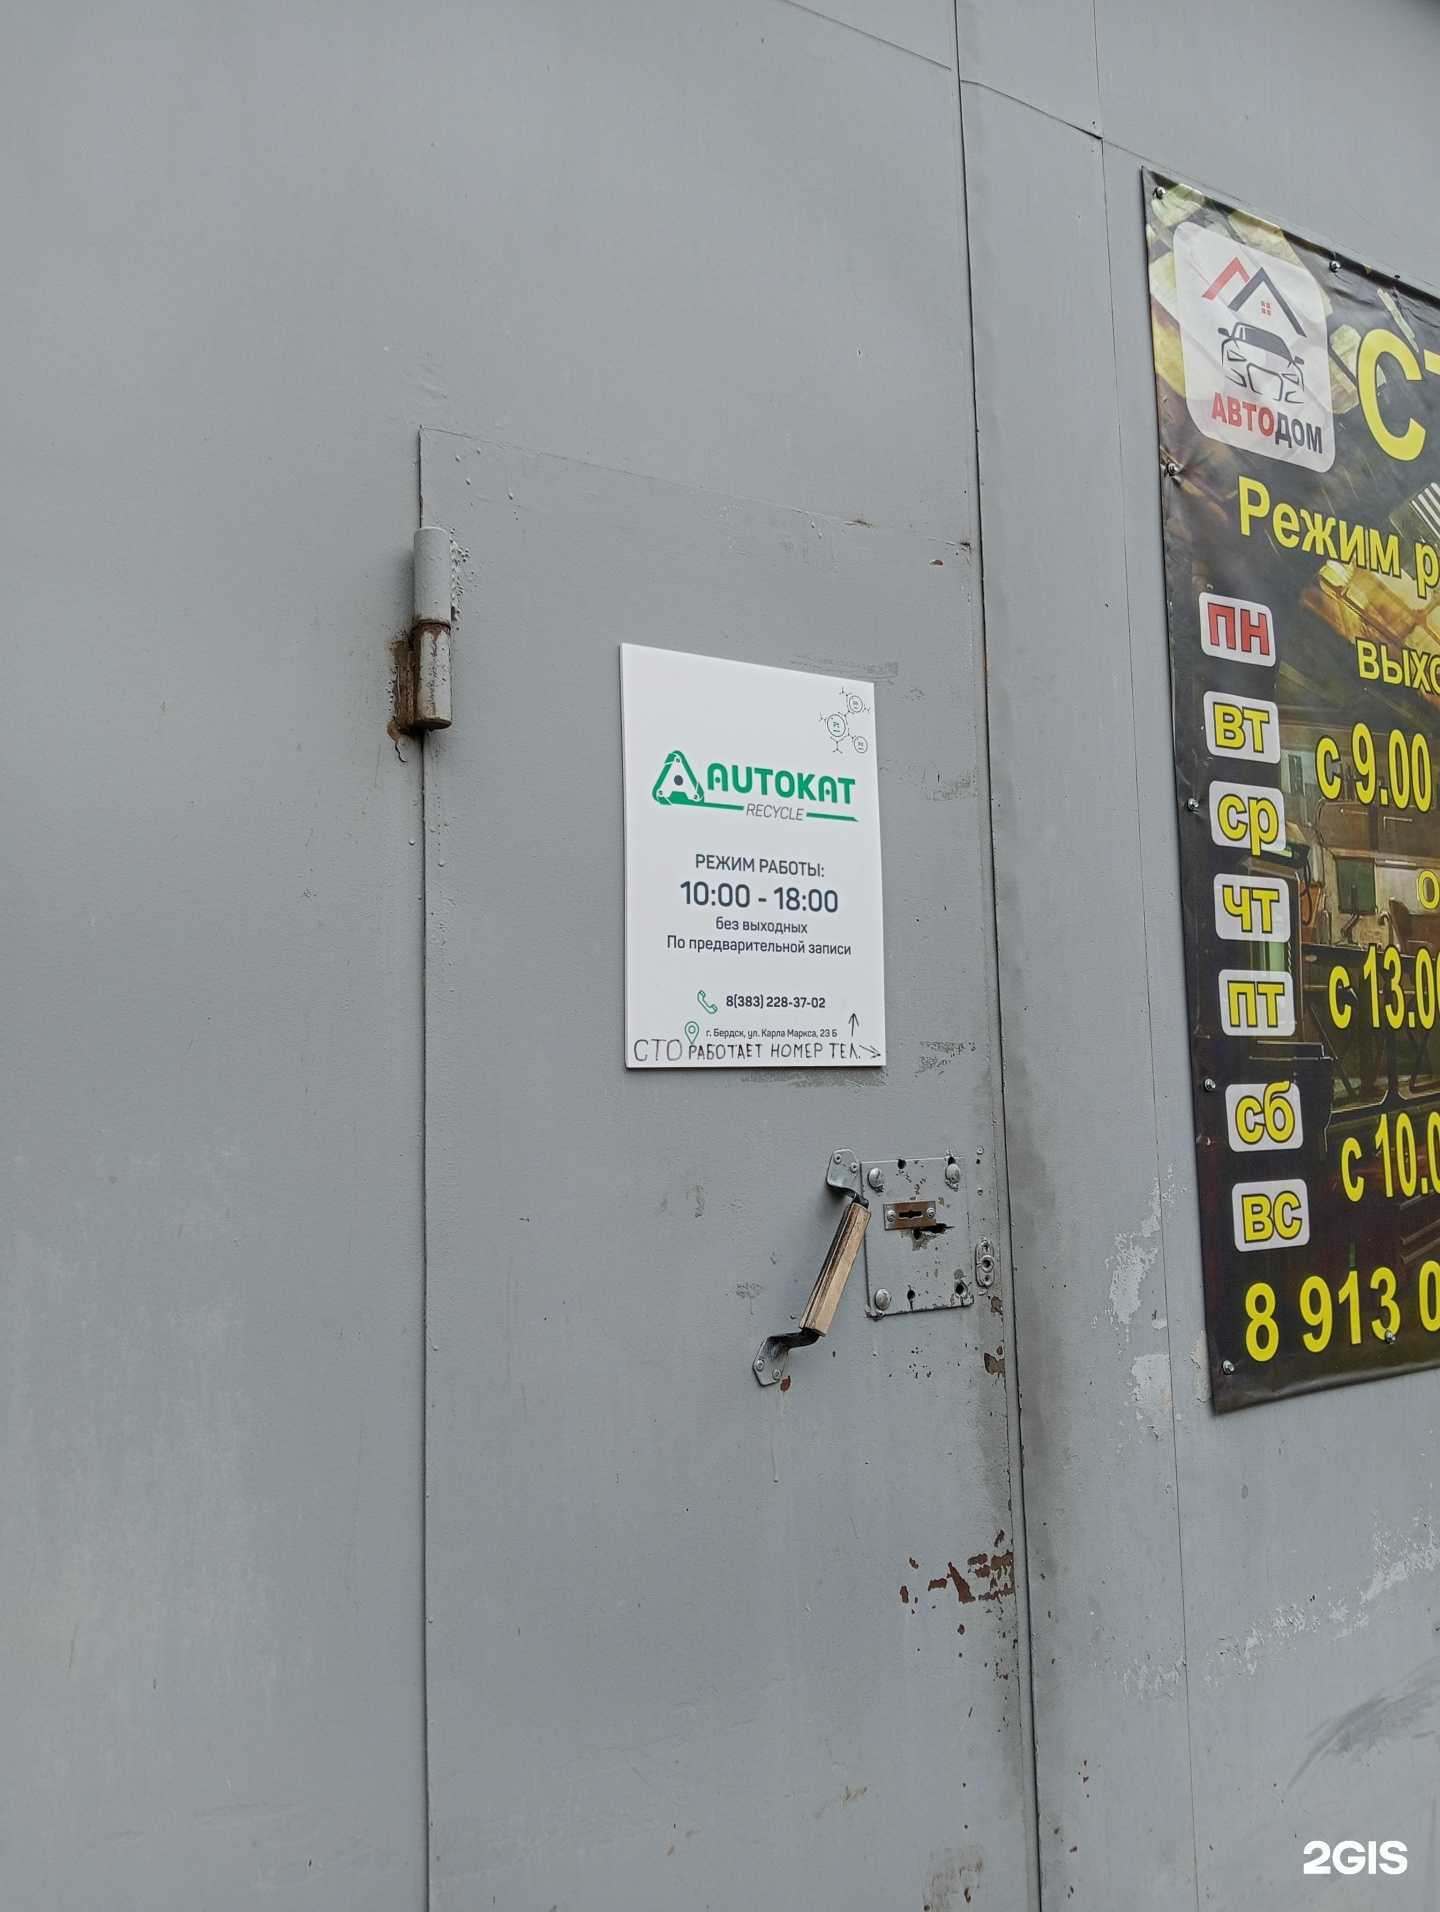 AUTOKAT
RECYCLE
РЕЖИМ РАБОТЫ:
10:00 - 18:00
без выходных
По предварительной записи
8(383) 228-37-02
г. Бердск, ул. Карла Маркса, 23 Б
СТО РАБОТАЕТ НОМЕР ТЕЛ.
АВТОДОМ
Режим р
ПН
ВЫХО
ВТ
с 9.00
СР
ЧТ
ПТ
с 13.00
СБ
с 10.0
ВС
8 913 0
2GIS